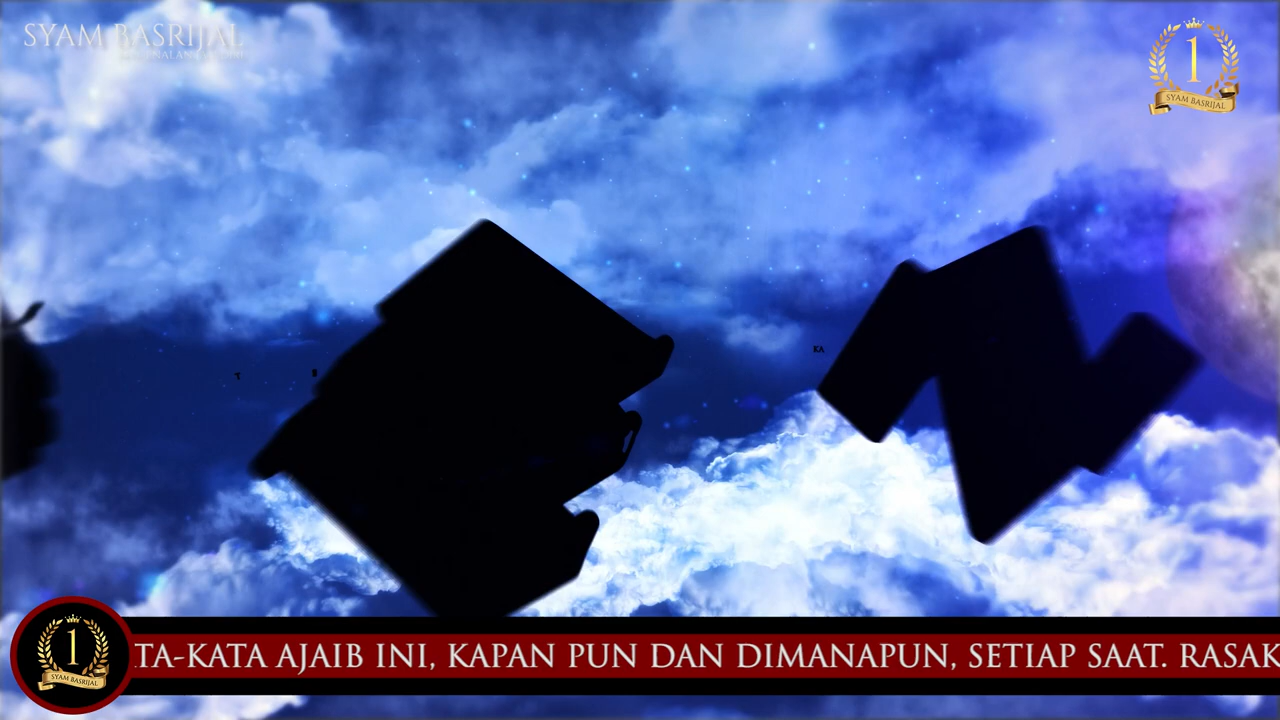 SYAM BASRIJAL
1
SYAM BASRIJAL
KA
1
SYAM BASRIJAL
TA-KATA AJAIB INI, KAPAN PUN DAN DIMANAPUN, SETIAP SAAT. RASAK